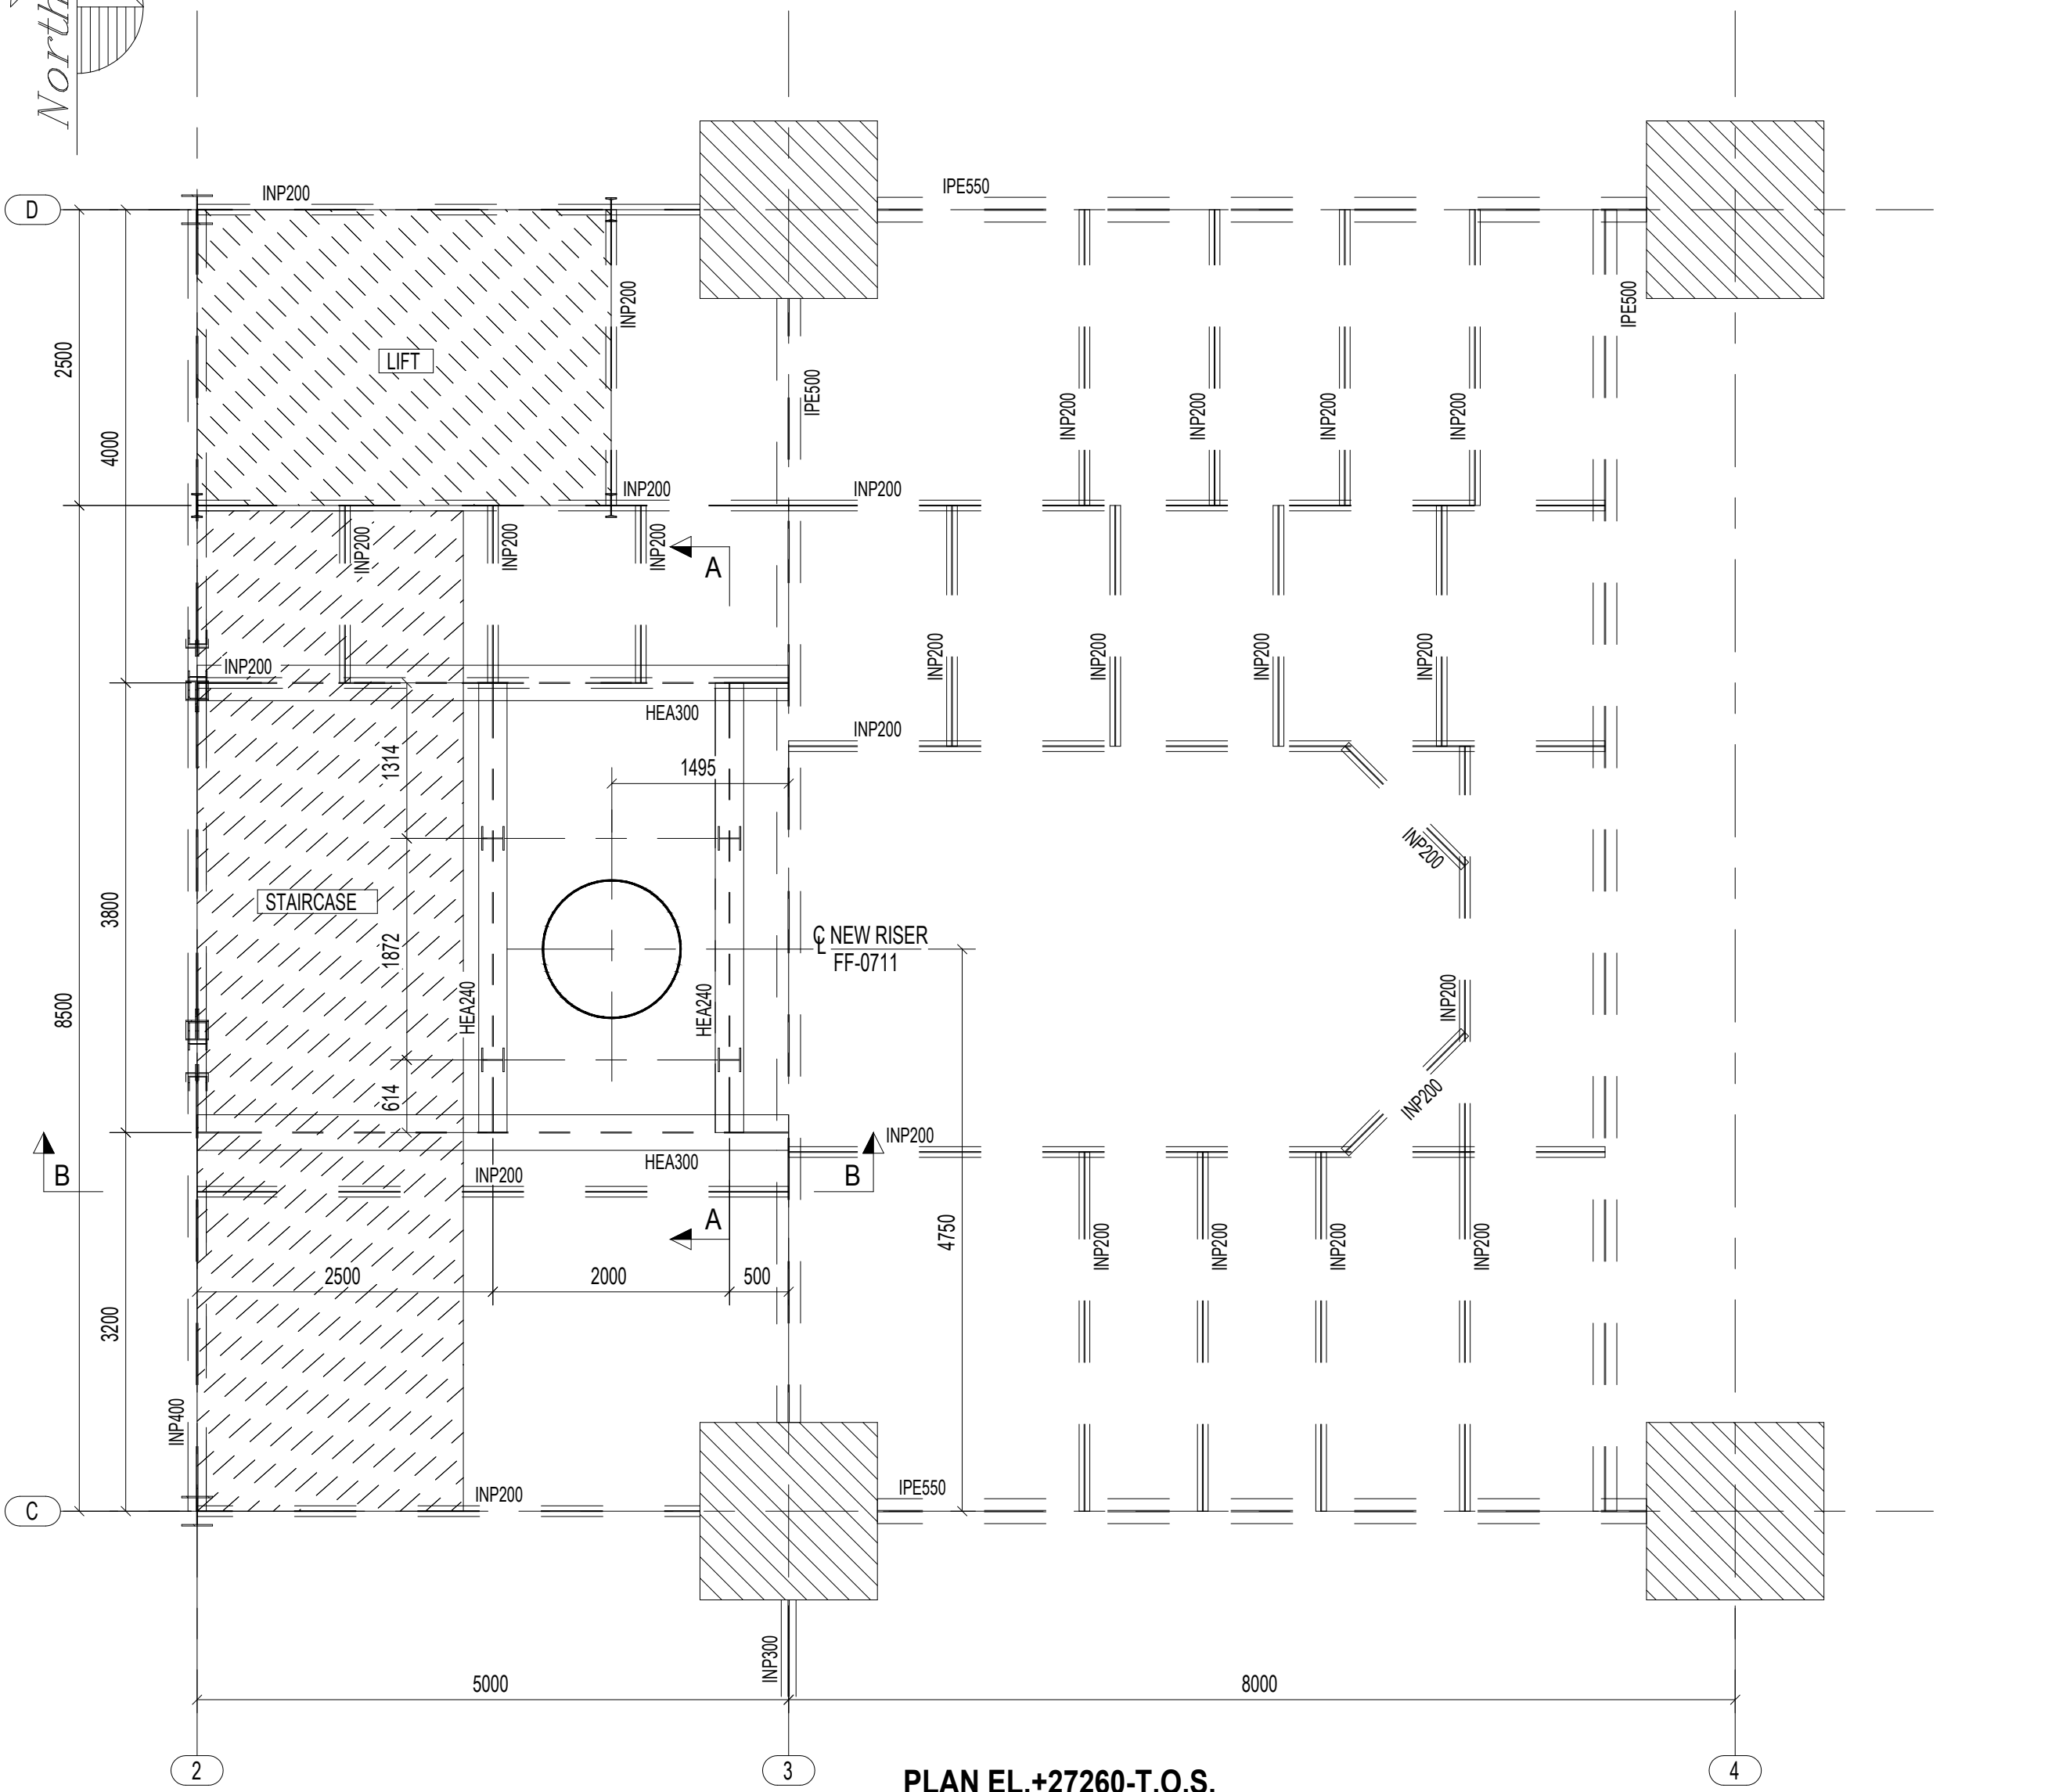 North
D
INP200
IPE550
INP200
IPE500
LIFT
2500
IPE500
4000
INP200
INP200
INP200
INP200
INP200
INP200
INP200
INP200
INP200
A
INP200
INP200
INP200
INP200
INP200
HEA300
INP200
1314
1495
INP200
STAIRCASE
3800
1872
℄ NEW RISER
FF-0711
8500
HEA240
HEA240
INP200
614
INP200
B
HEA300
INP200
B
INP200
A
4750
INP200
INP200
INP200
INP200
2500
2000
500
3200
INP400
C
INP200
IPE550
INP300
5000
8000
2
3
4
PLAN EL.+27260-T.O.S.